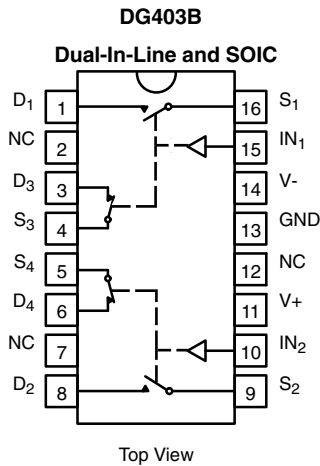 DG403B
Dual-In-Line and SOIC
D1 1 16 S1
NC 2 15 IN1
D3 3 14 V-
S3 4 13 GND
S4 5 12 NC
D4 6 11 V+
NC 7 10 IN2
D2 8 9 S2
Top View